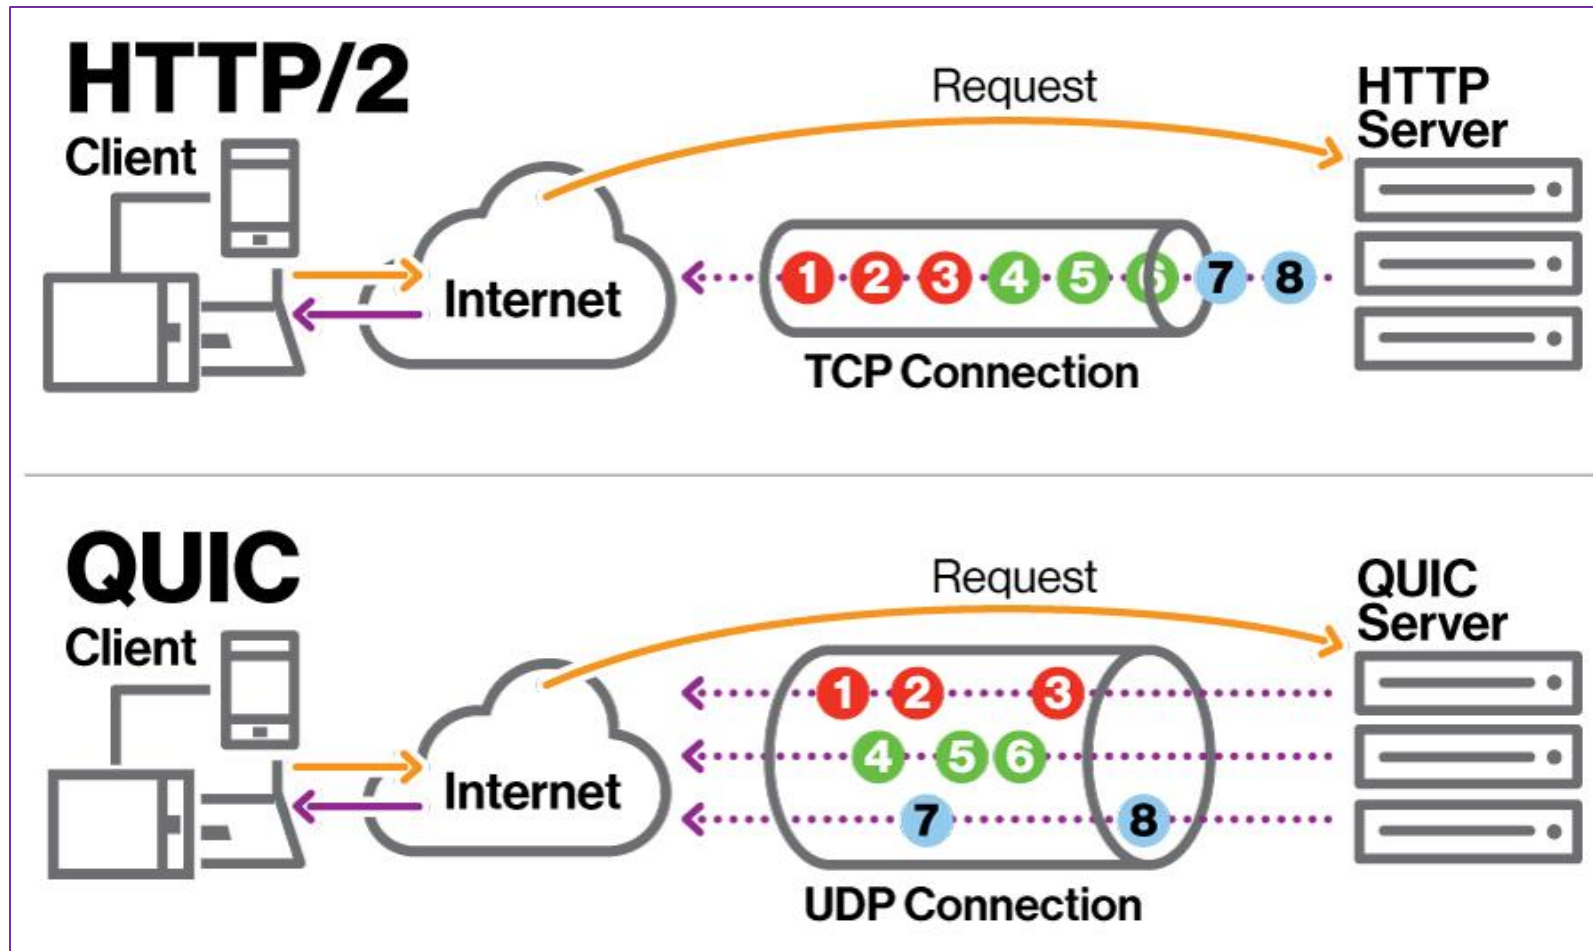 HTTP/2
Client
Request
HTTP
Server
Internet
1 2 3 4 5 6 7 8
TCP Connection
QUIC
Client
Request
QUIC
Server
Internet
1 2 3
4 5 6
7 8
UDP Connection